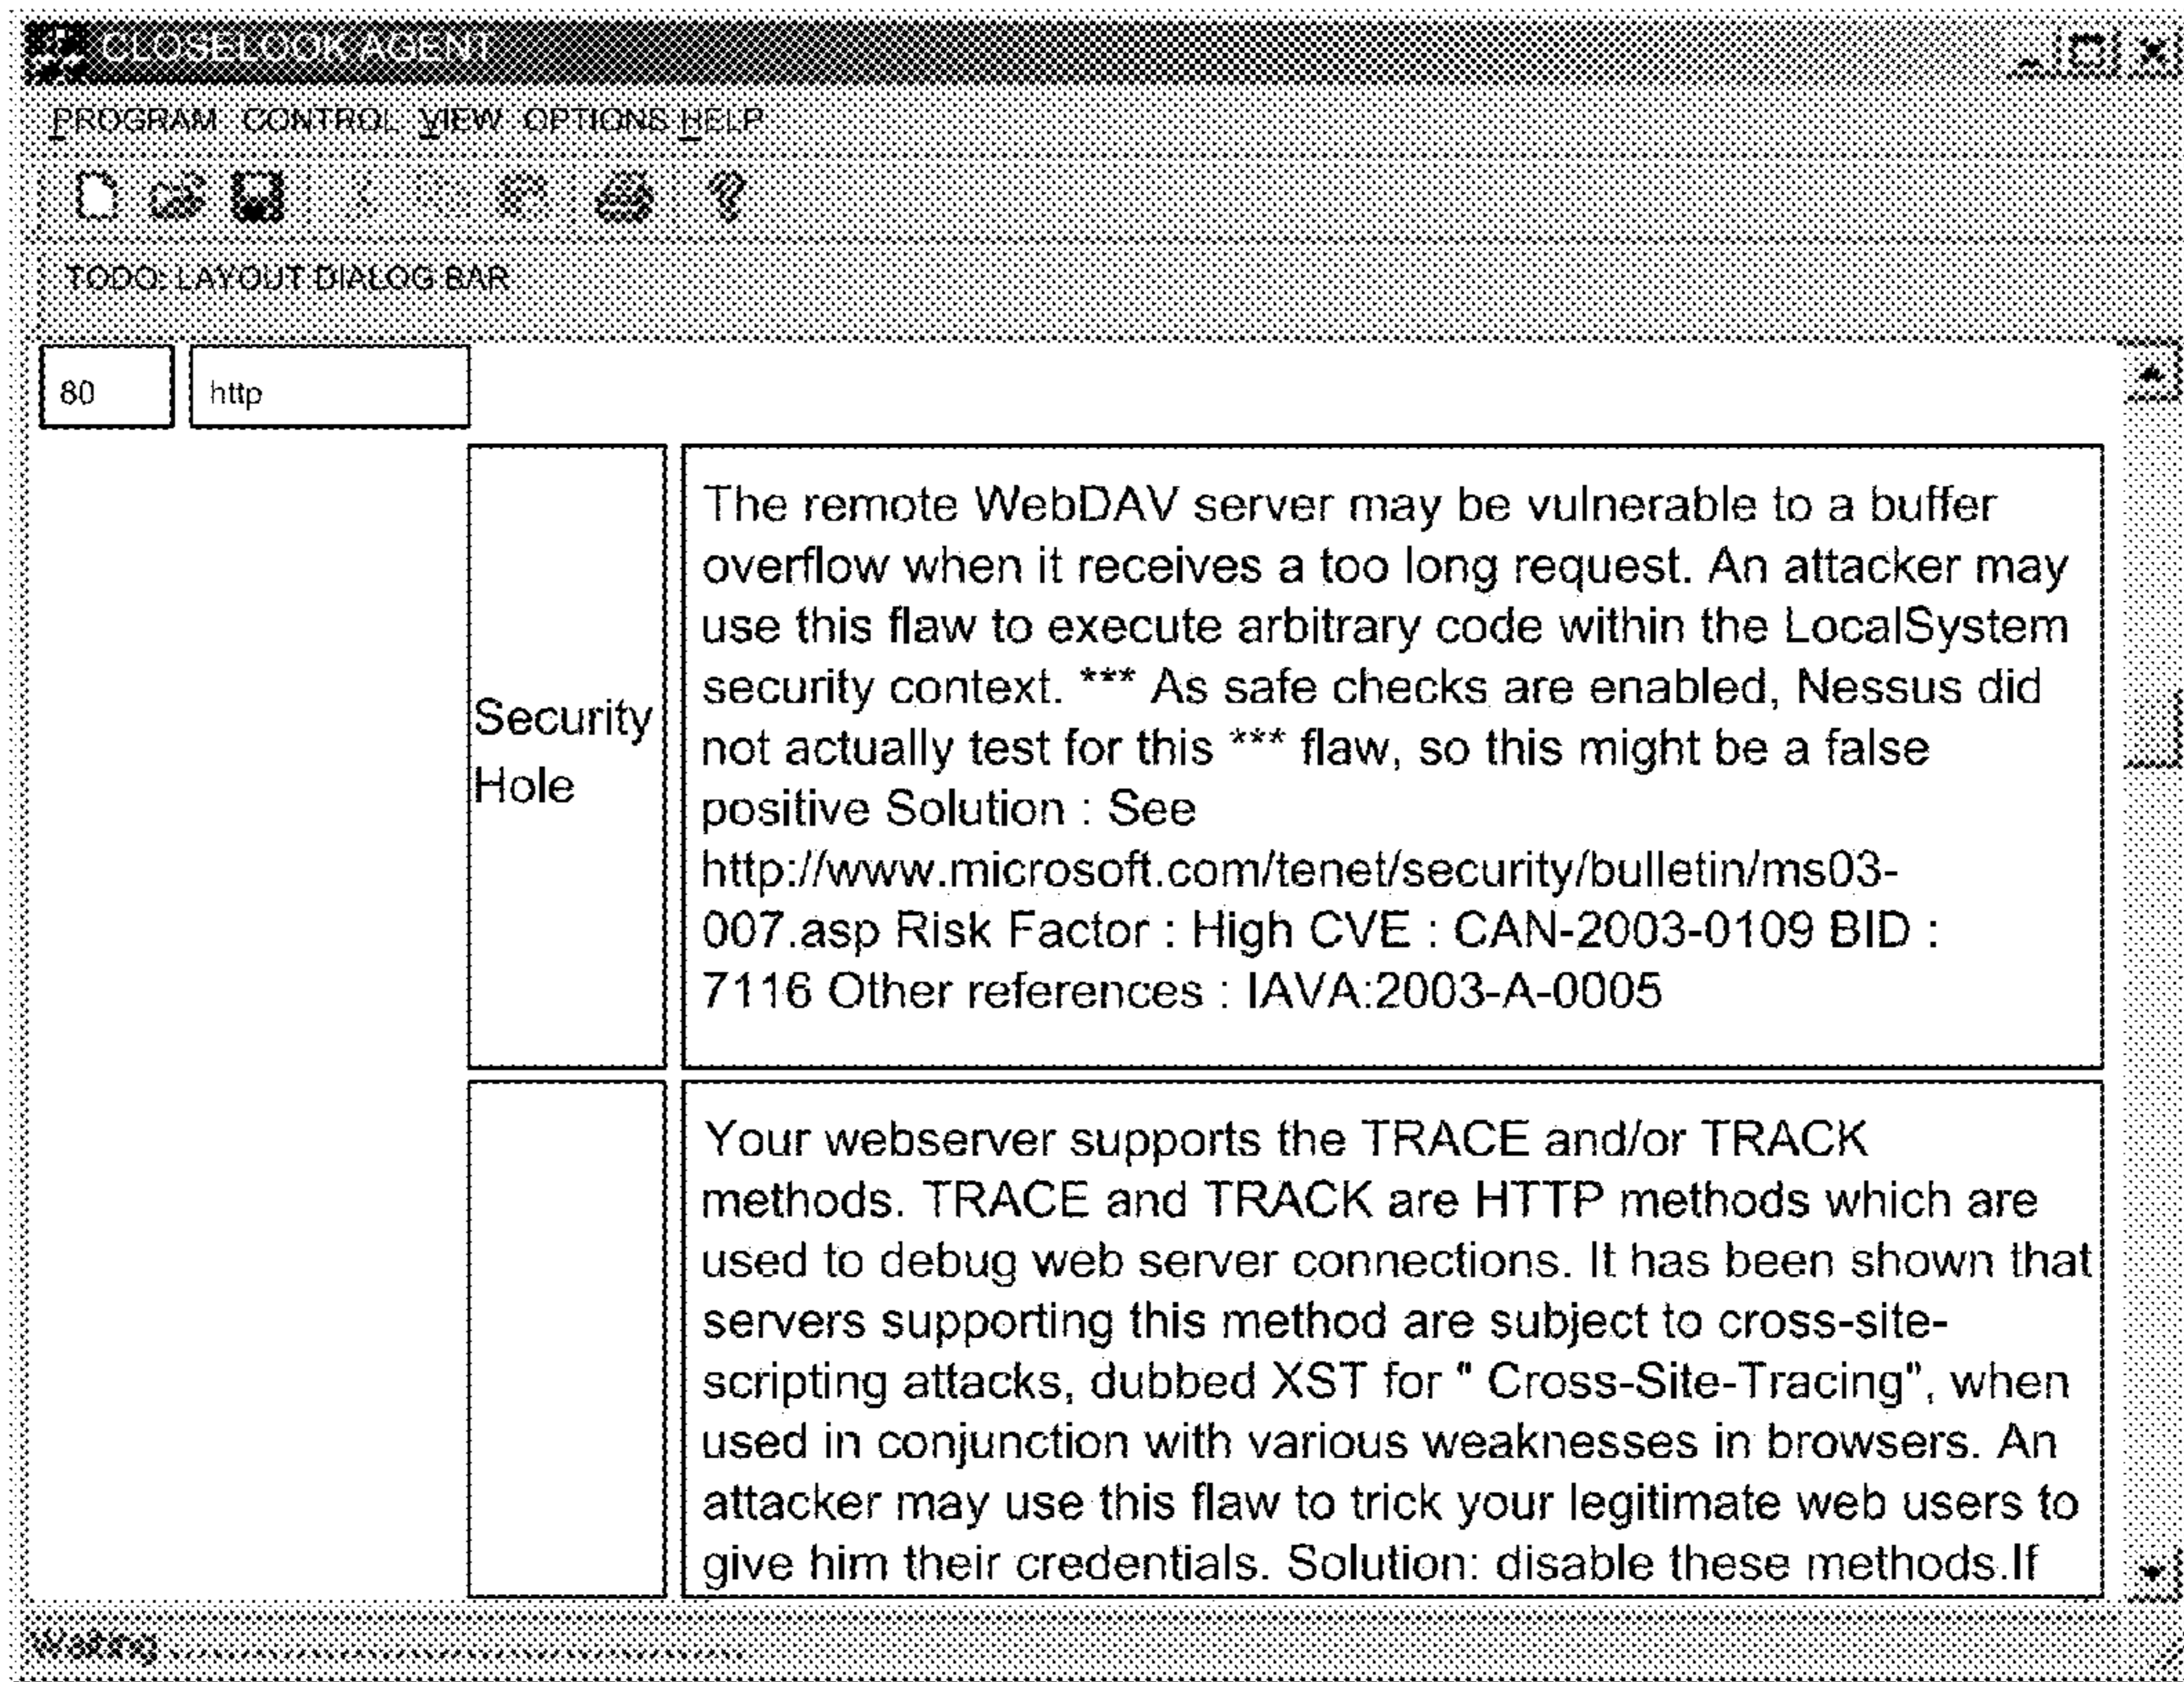 CLOSELOOK AGENT
PROGRAM CONTROL VIEW OPTIONS HELP
TODO: LAYOUT DIALOG BAR
80 http
The remote WebDAV server may be vulnerable to a buffer
overflow when it receives a too long request. An attacker may
use this flaw to execute arbitrary code within the LocalSystem
security context. *** As safe checks are enabled, Nessus did
not actually test for this *** flaw, so this might be a false
positive Solution : See
http://www.microsoft.com/tenet/security/bulletin/ms03-
007.asp Risk Factor : High CVE : CAN-2003-0109 BID :
7116 Other references : IAVA:2003-A-0005
Security
Hole
Your webserver supports the TRACE and/or TRACK
methods. TRACE and TRACK are HTTP methods which are
used to debug web server connections. It has been shown that
servers supporting this method are subject to cross-site-
scripting attacks, dubbed XST for " Cross-Site-Tracing", when
used in conjunction with various weaknesses in browsers. An
attacker may use this flaw to trick your legitimate web users to
give him their credentials. Solution: disable these methods.If
Waiting ................................................